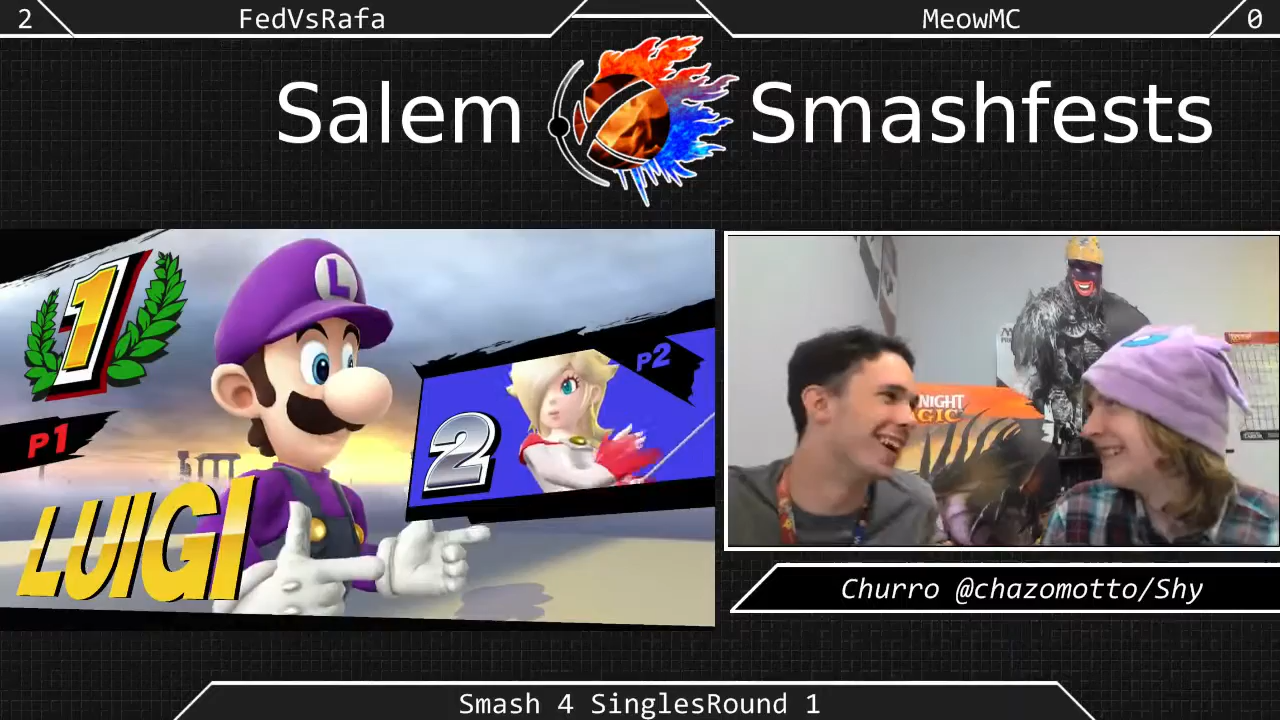 2
FedVsRafa
MeowMC
0
Salem
Smashfests
1
P1
LUIGI
L
2
P2
NIGHT
GIC
Churro @chazomotto/Shy
Smash 4 SinglesRound 1